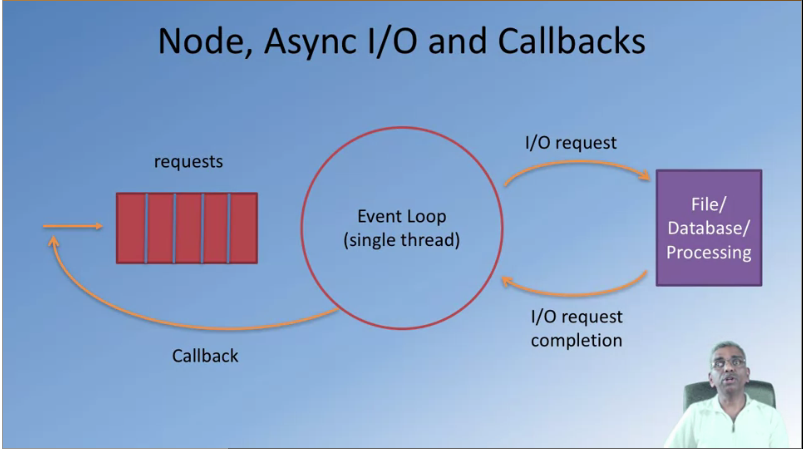 Node, Async I/O and Callbacks
requests
Event Loop
(single thread)
I/O request
File/
Database/
Processing
I/O request
completion
Callback